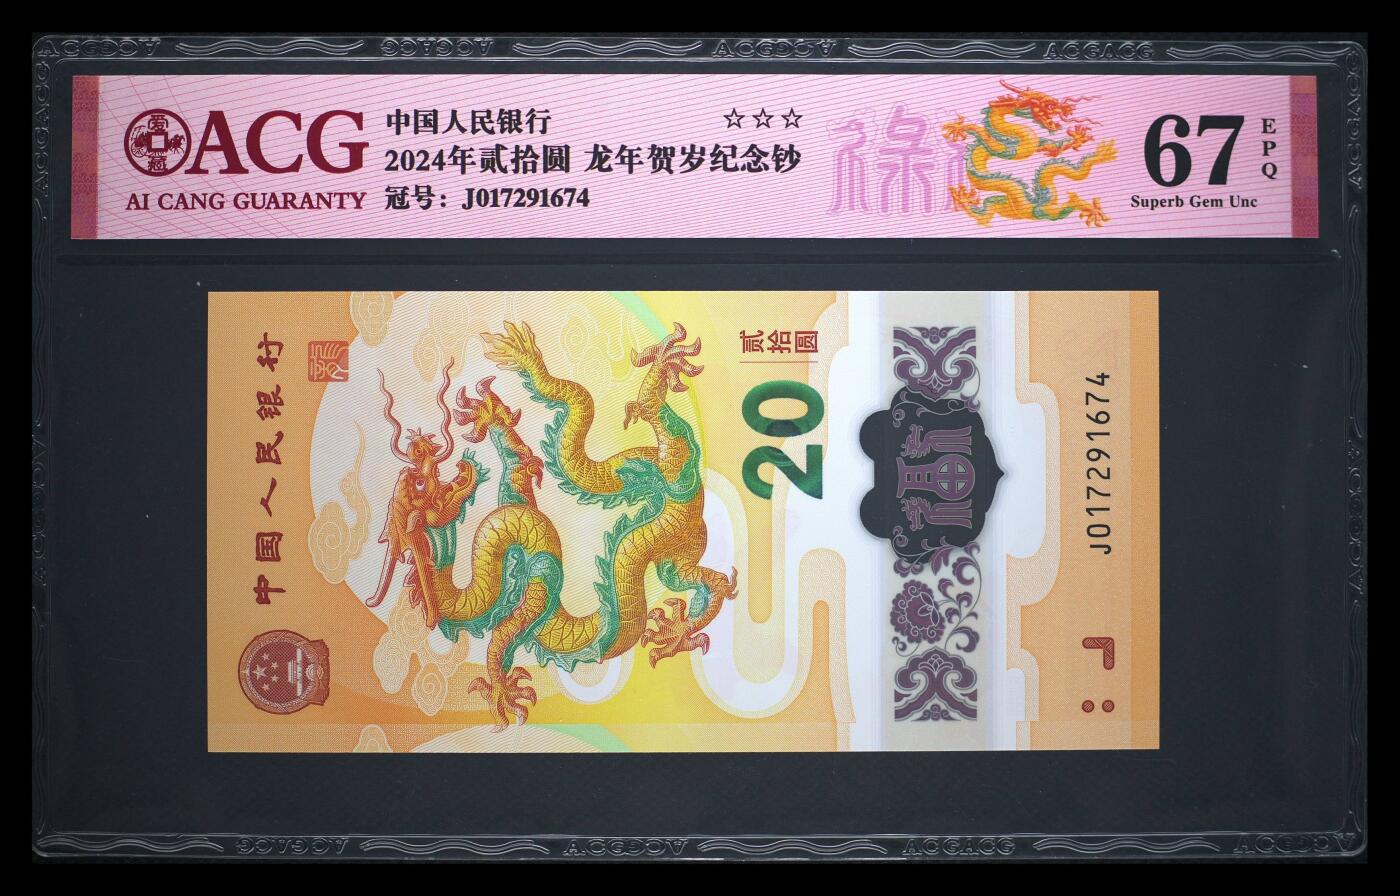 ACG
AI CANG GUARANTY
中国人民银行
2024年贰拾圆 龙年贺岁纪念钞
冠号：J017291674
☆☆☆
67
EPQ
Superb Gem Unc
中国人民银行
贰拾圆
20
福
J017291674